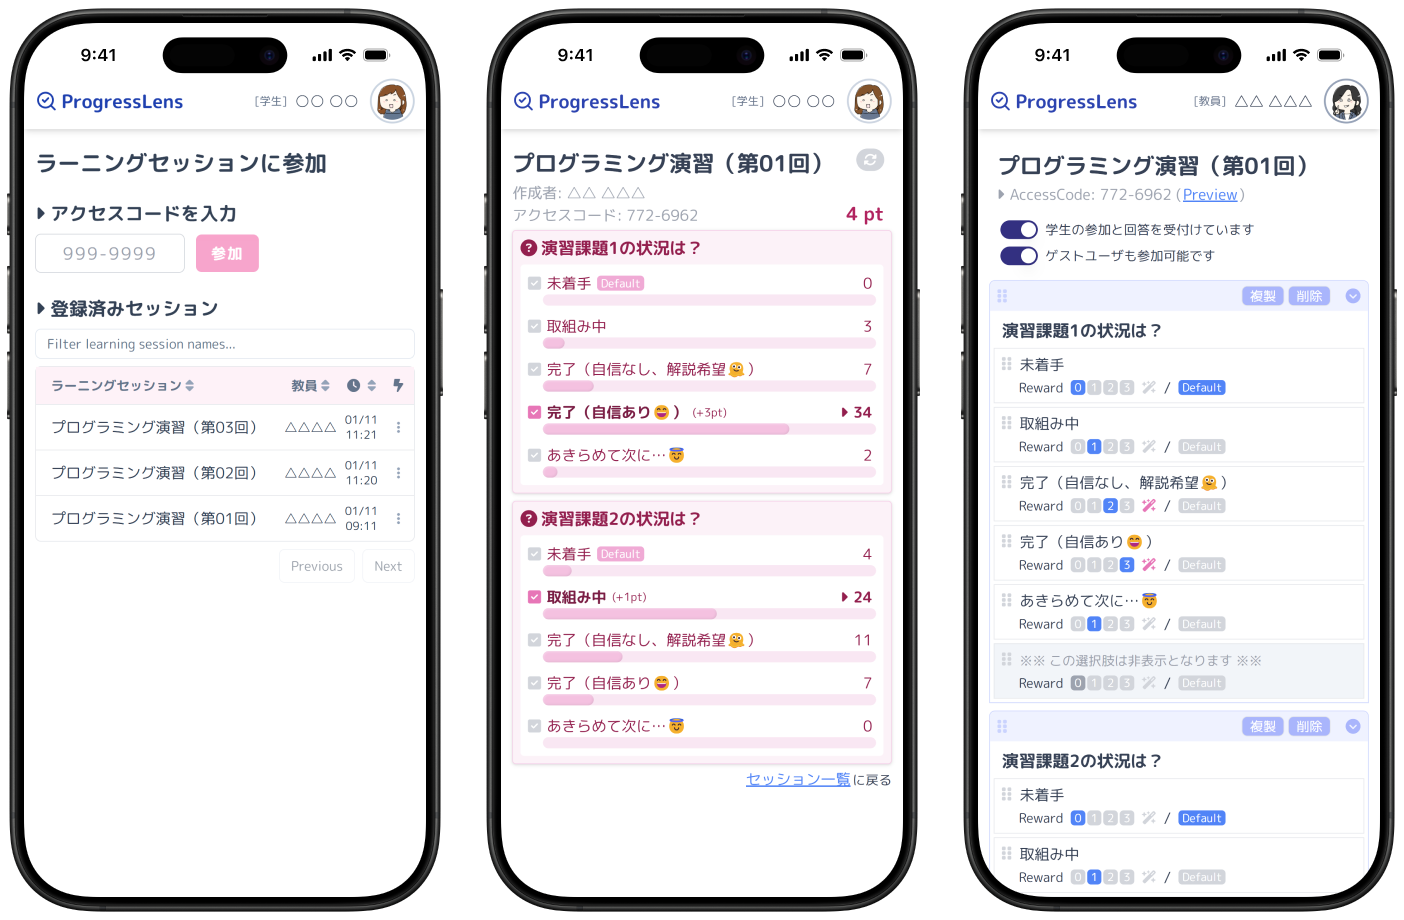 9:41
ProgressLens
[学生] 〇〇 〇〇
ラーニングセッションに参加
アクセスコードを入力
999-9999 参加
登録済みセッション
Filter learning session names...
ラーニングセッション 教員
プログラミング演習（第03回） △△△△ 01/11 11:21
プログラミング演習（第02回） △△△△ 01/11 11:20
プログラミング演習（第01回） △△△△ 01/11 09:11
Previous Next
9:41
ProgressLens
[学生] 〇〇 〇〇
プログラミング演習（第01回）
作成者: △△ △△△
アクセスコード: 772-6962
4 pt
演習課題1の状況は？
未着手 Default 0
取組み中 3
完了（自信なし、解説希望🫠） 7
完了（自信あり😄） (+3pt) 34
あきらめて次に…😇 2
演習課題2の状況は？
未着手 Default 4
取組み中 (+1pt) 24
完了（自信なし、解説希望🫠） 11
完了（自信あり😄） 7
あきらめて次に…😇 0
セッション一覧に戻る
9:41
ProgressLens
[教員] △△ △△△
プログラミング演習（第01回）
AccessCode: 772-6962 (Preview)
学生の参加と回答を受付けています
ゲストユーザも参加可能です
複製 削除
演習課題1の状況は？
未着手
Reward 0 1 2 3 / Default
取組み中
Reward 0 1 2 3 / Default
完了（自信なし、解説希望🫠）
Reward 0 1 2 3 / Default
完了（自信あり😄）
Reward 0 1 2 3 / Default
あきらめて次に…😇
Reward 0 1 2 3 / Default
※※ この選択肢は非表示となります ※※
Reward 0 1 2 3 / Default
複製 削除
演習課題2の状況は？
未着手
Reward 0 1 2 3 / Default
取組み中
Reward 0 1 2 3 / Default